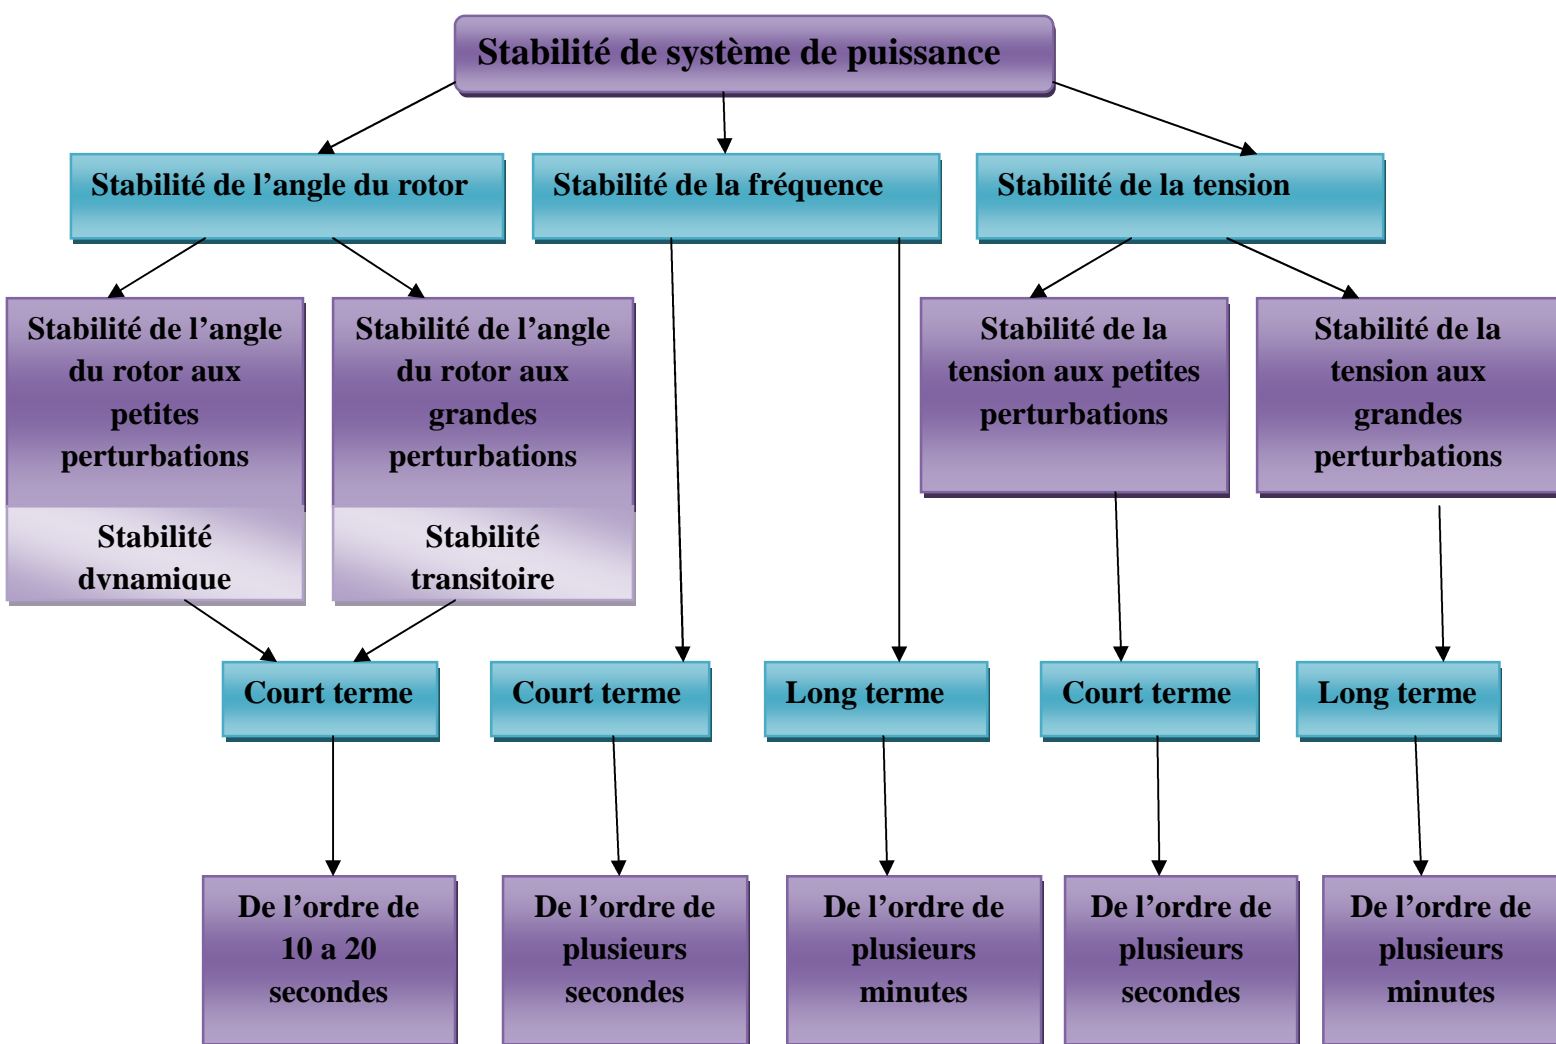 Stabilité de système de puissance
Stabilité de l’angle du rotor
Stabilité de la fréquence
Stabilité de la tension
Stabilité de l’angle
du rotor aux
petites
perturbations
Stabilité
dynamique
Stabilité de l’angle
du rotor aux
grandes
perturbations
Stabilité
transitoire
Stabilité de la
tension aux petites
perturbations
Stabilité de la
tension aux
grandes
perturbations
Court terme
Court terme
Long terme
Court terme
Long terme
De l’ordre de
10 a 20
secondes
De l’ordre de
plusieurs
secondes
De l’ordre de
plusieurs
minutes
De l’ordre de
plusieurs
secondes
De l’ordre de
plusieurs
minutes